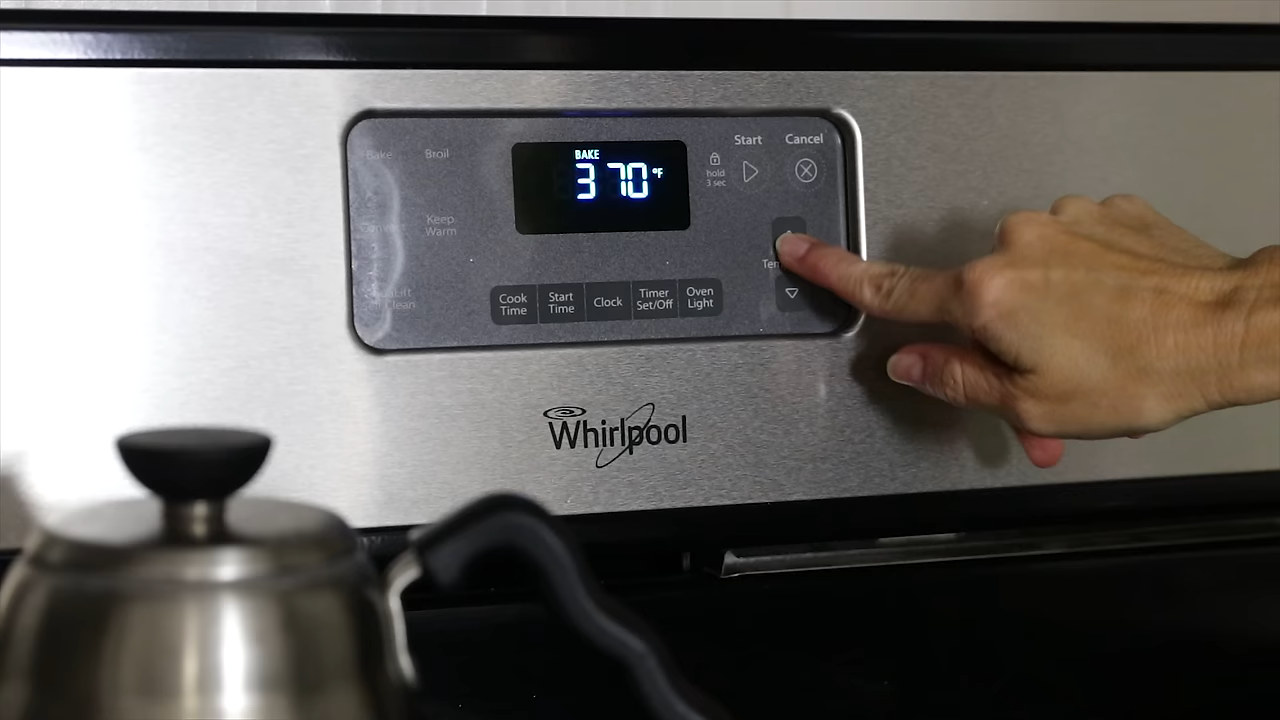 Bake
Broil
BAKE
370°F
hold
3 sec
Start
Cancel
Keep
Warm
Cook
Time
Start
Time
Clock
Timer
Set/Off
Oven
Light
Clean
Whirlpool